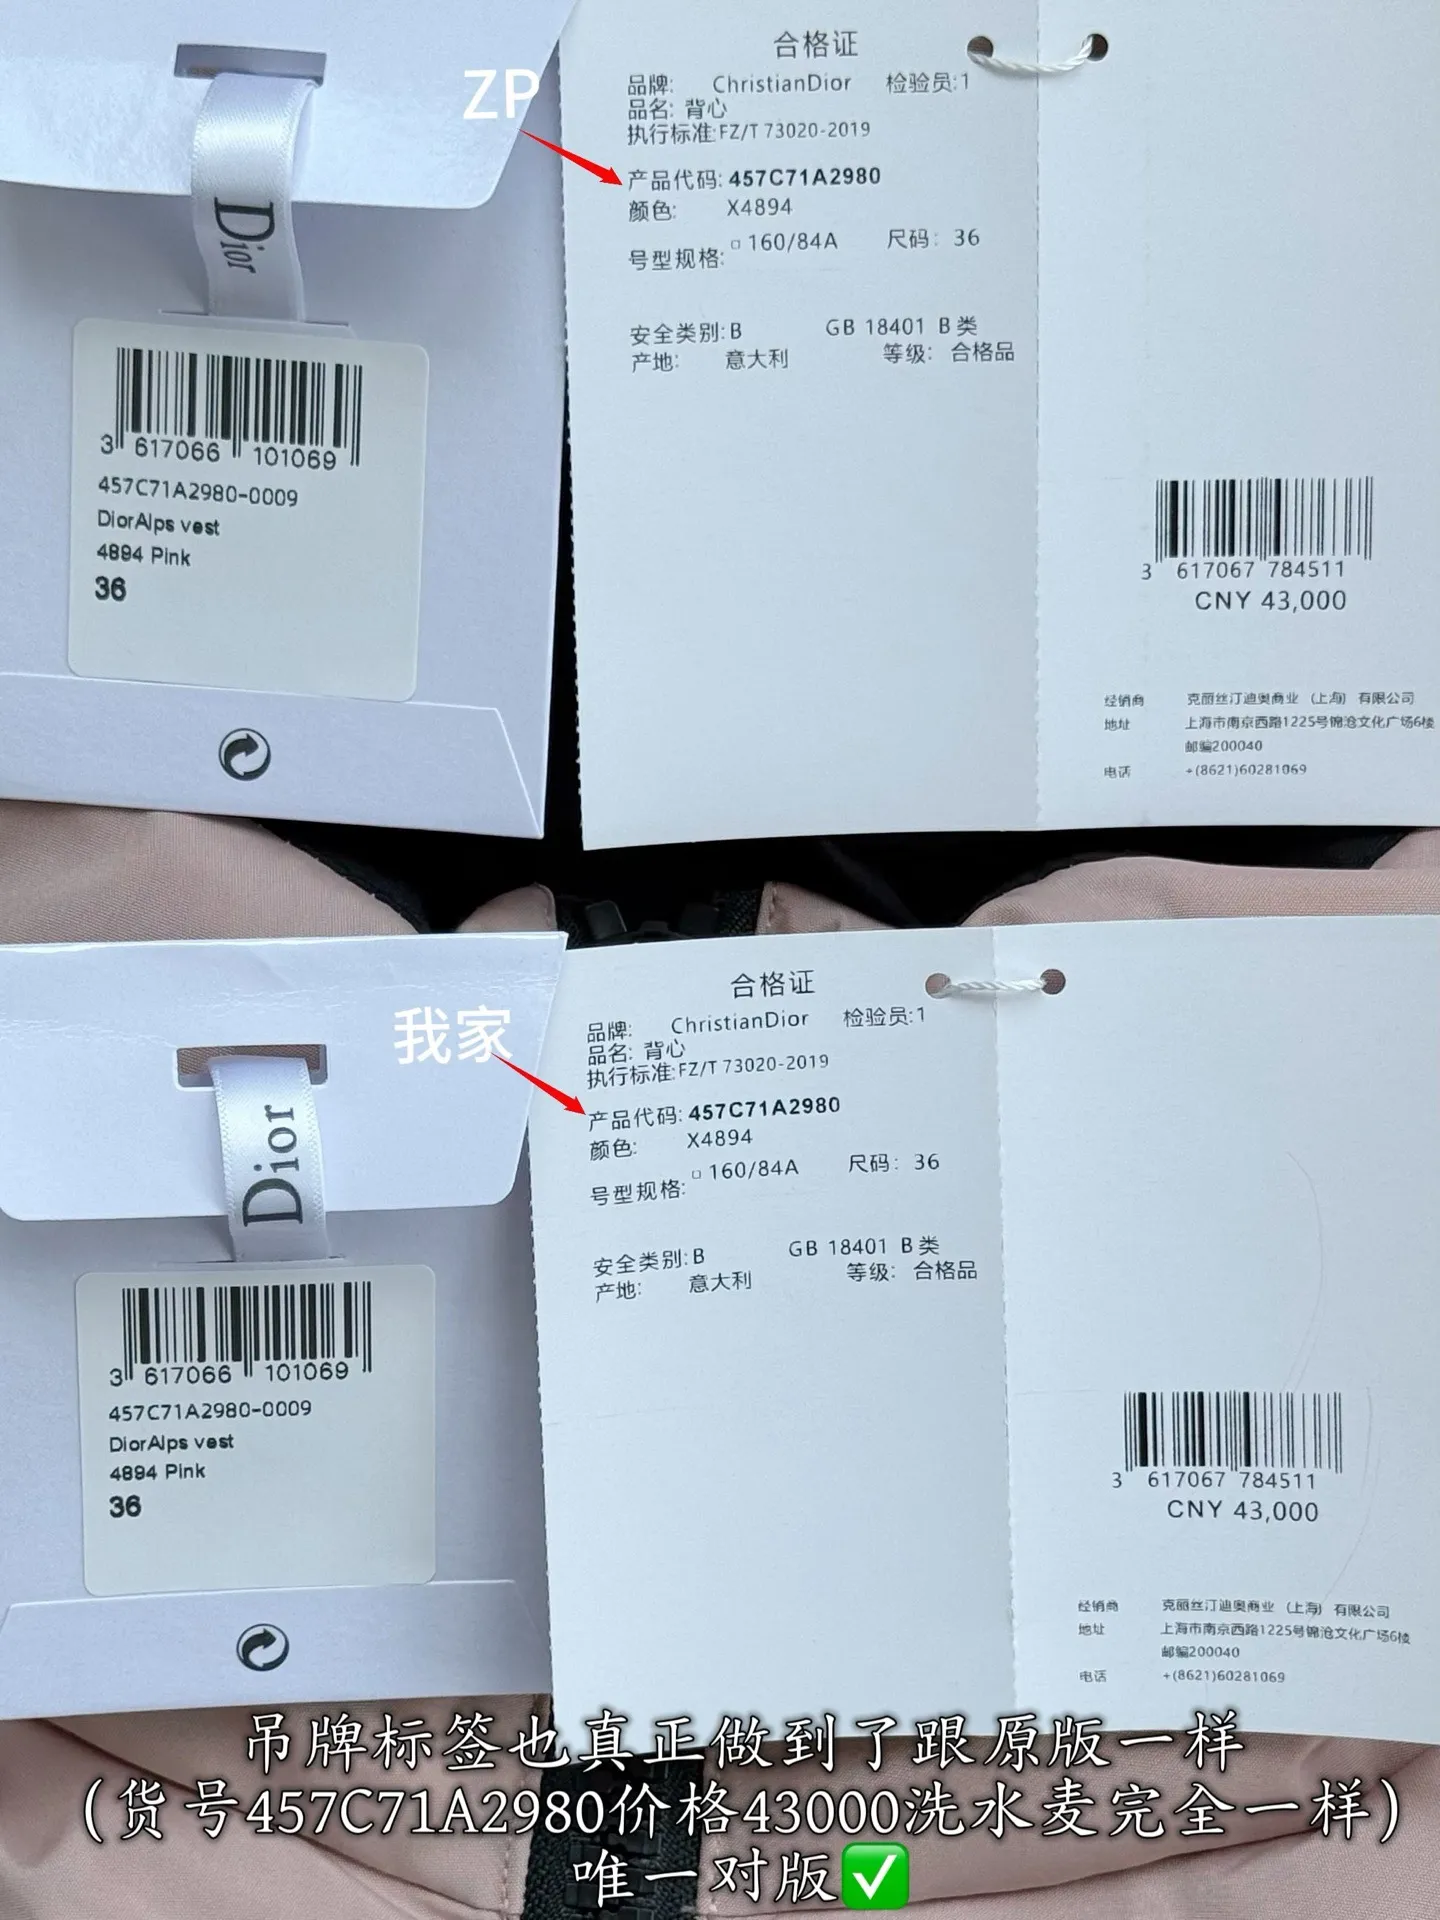 ZP
合格证
品牌: ChristianDior 检验员:1
品名: 背心
执行标准:FZ/T 73020-2019
产品代码: 457C71A2980
颜色: X4894
号型规格: □ 160/84A 尺码: 36
安全类别: B GB 18401 B 类
产地: 意大利 等级: 合格品
Dior
3 617066 101069
457C71A2980-0009
DiorAlps vest
4894 Pink
36
3 617067 784511
CNY 43,000
经销商 克丽丝汀迪奥商业 (上海) 有限公司
地址 上海市南京西路1225号锦沧文化广场6楼
邮编200040
电话 +(8621)60281069
我家
合格证
品牌: ChristianDior 检验员:1
品名: 背心
执行标准:FZ/T 73020-2019
产品代码: 457C71A2980
颜色: X4894
号型规格: □ 160/84A 尺码: 36
安全类别: B GB 18401 B 类
产地: 意大利 等级: 合格品
Dior
3 617066 101069
457C71A2980-0009
DiorAlps vest
4894 Pink
36
3 617067 784511
CNY 43,000
经销商 克丽丝汀迪奥商业 (上海) 有限公司
地址 上海市南京西路1225号锦沧文化广场6楼
邮编200040
电话 +(8621)60281069
吊牌标签也真正做到了跟原版一样
(货号457C71A2980价格43000洗水麦完全一样)
唯一对版✅